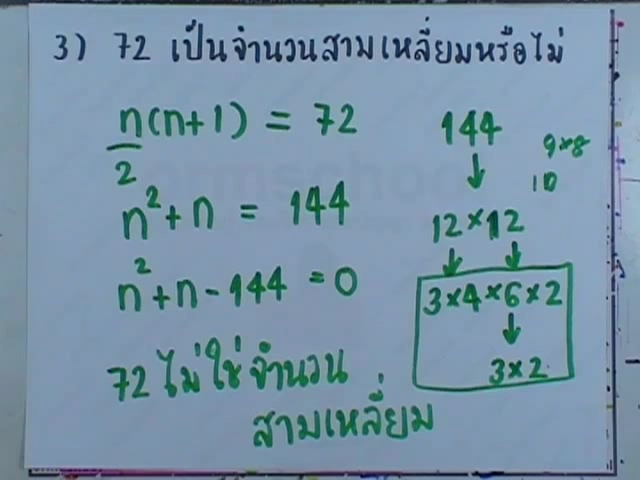 3) 72 เป็นจำนวนสามเหลี่ยมหรือไม่
n(n+1) = 72
2
n²+n = 144
n²+n-144 = 0
72 ไม่ใช่จำนวน
สามเหลี่ยม
144
9×8
10
12×12
3×4×6×2
3×2